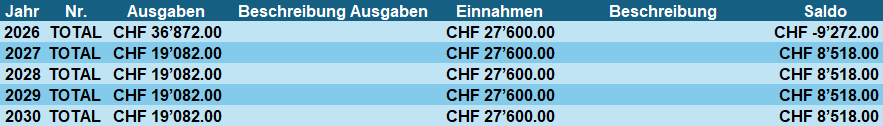 Jahr Nr. Ausgaben Beschreibung Ausgaben Einnahmen Beschreibung Saldo
2026 TOTAL CHF 36’872.00 CHF 27’600.00 CHF -9’272.00
2027 TOTAL CHF 19’082.00 CHF 27’600.00 CHF 8’518.00
2028 TOTAL CHF 19’082.00 CHF 27’600.00 CHF 8’518.00
2029 TOTAL CHF 19’082.00 CHF 27’600.00 CHF 8’518.00
2030 TOTAL CHF 19’082.00 CHF 27’600.00 CHF 8’518.00